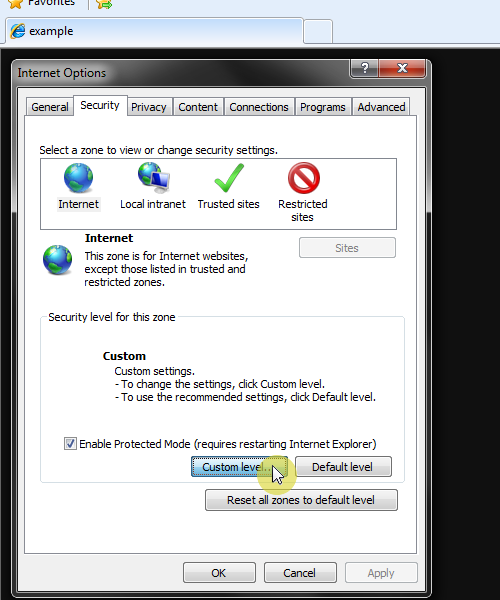 Favorites
example
Internet Options
?
General Security Privacy Content Connections Programs Advanced
Select a zone to view or change security settings.
Internet Local intranet Trusted sites Restricted
sites
Internet
This zone is for Internet websites,
except those listed in trusted and
restricted zones.
Sites
Security level for this zone
Custom
Custom settings.
- To change the settings, click Custom level.
- To use the recommended settings, click Default level.
Enable Protected Mode (requires restarting Internet Explorer)
Custom level... Default level
Reset all zones to default level
OK Cancel Apply